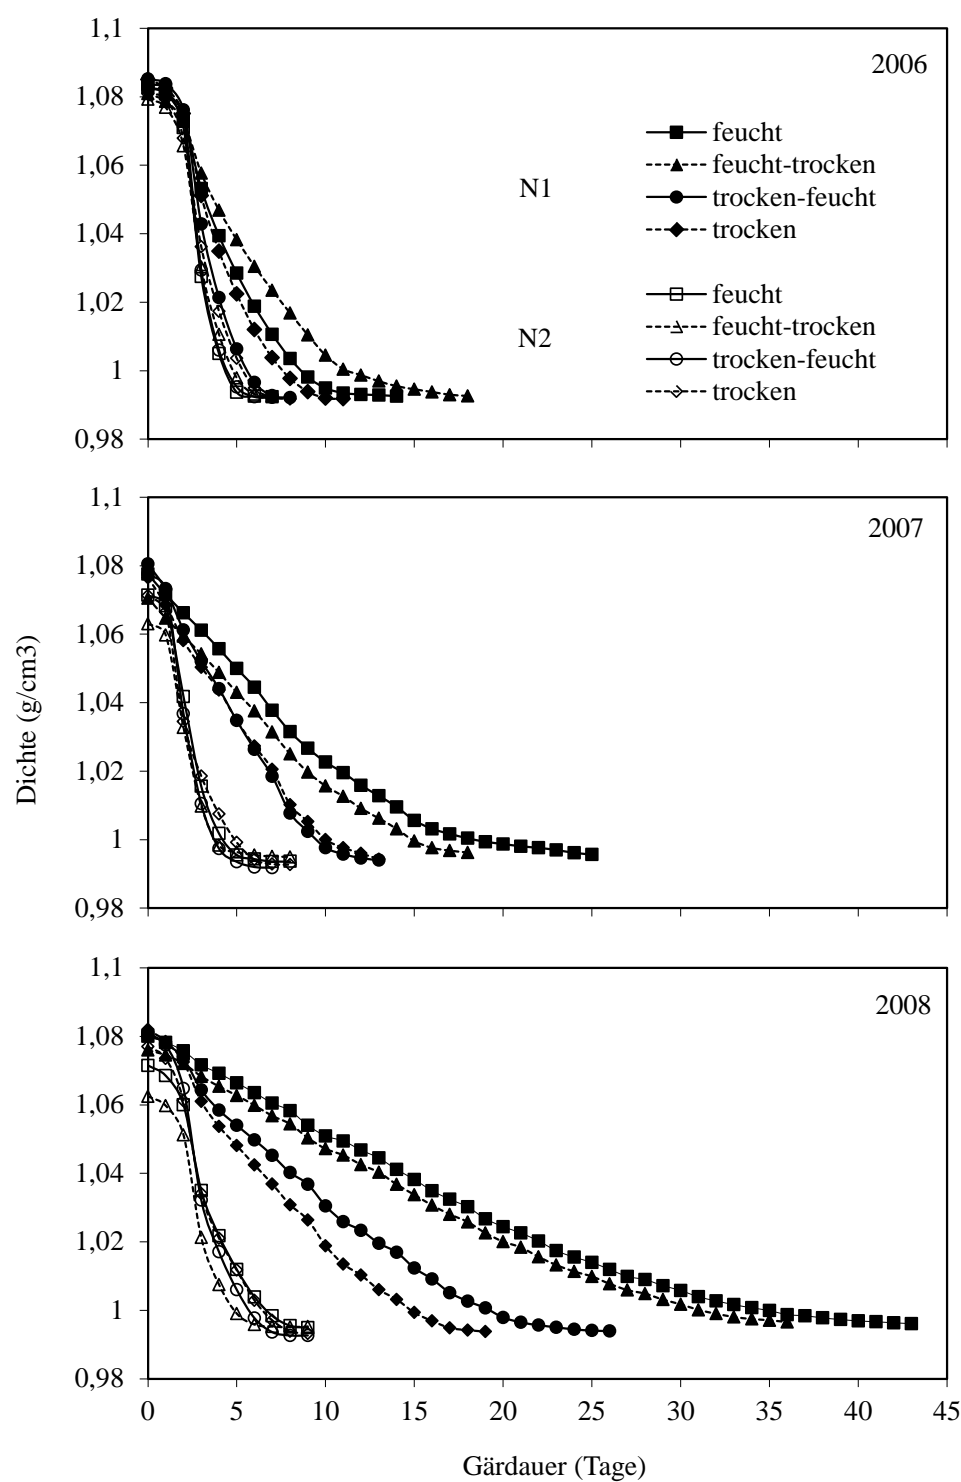 1,1
2006
1,08
feucht
1,06
feucht-trocken
N1
trocken-feucht
1,04
trocken
1,02
feucht
feucht-trocken
N2
1
trocken-feucht
trocken
0,98
1,1
2007
1,08
1,06
1,04
1,02
1
0,98
Dichte (g/cm3)
1,1
2008
1,08
1,06
1,04
1,02
1
0,98
0 5 10 15 20 25 30 35 40 45
Gärdauer (Tage)